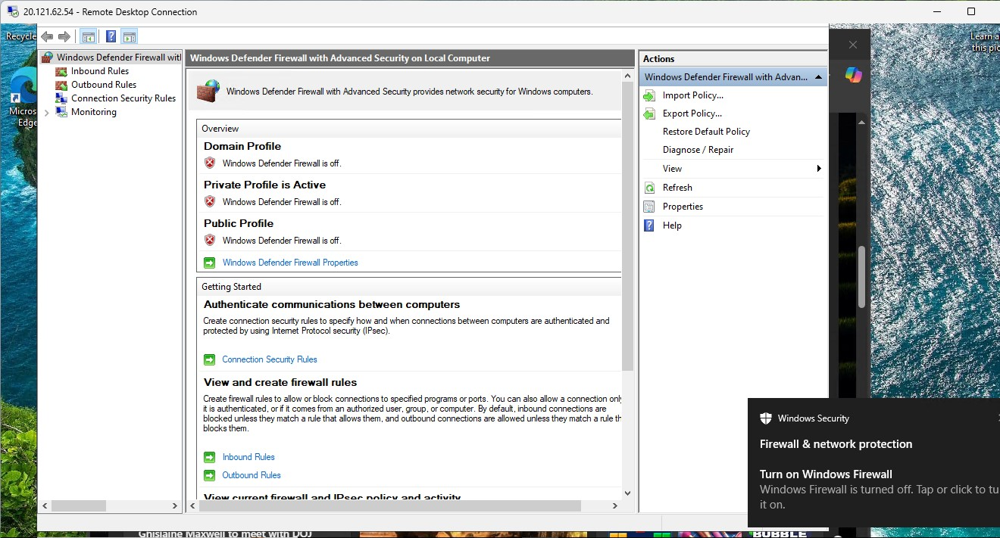 20.121.62.54 - Remote Desktop Connection
Recycle
Learn a
this pic
Micros
Edge
Windows Defender Firewall with
Inbound Rules
Outbound Rules
Connection Security Rules
Monitoring
Windows Defender Firewall with Advanced Security on Local Computer
Windows Defender Firewall with Advanced Security provides network security for Windows computers.
Overview
Domain Profile
Windows Defender Firewall is off.
Private Profile is Active
Windows Defender Firewall is off.
Public Profile
Windows Defender Firewall is off.
Windows Defender Firewall Properties
Getting Started
Authenticate communications between computers
Create connection security rules to specify how and when connections between computers are authenticated and
protected by using Internet Protocol security (IPsec).
Connection Security Rules
View and create firewall rules
Create firewall rules to allow or block connections to specified programs or ports. You can also allow a connection only
it is authenticated, or if it comes from an authorized user, group, or computer. By default, inbound connections are
blocked unless they match a rule that allows them, and outbound connections are allowed unless they match a rule th
blocks them.
Inbound Rules
Outbound Rules
View current firewall and IPsec policy and activity
Actions
Windows Defender Firewall with Advan...
Import Policy...
Export Policy...
Restore Default Policy
Diagnose / Repair
View
Refresh
Properties
Help
Windows Security
Firewall & network protection
Turn on Windows Firewall
Windows Firewall is turned off. Tap or click to tu
it on.
Ghislaine Maxwell to meet with DOJ
BUBBLE